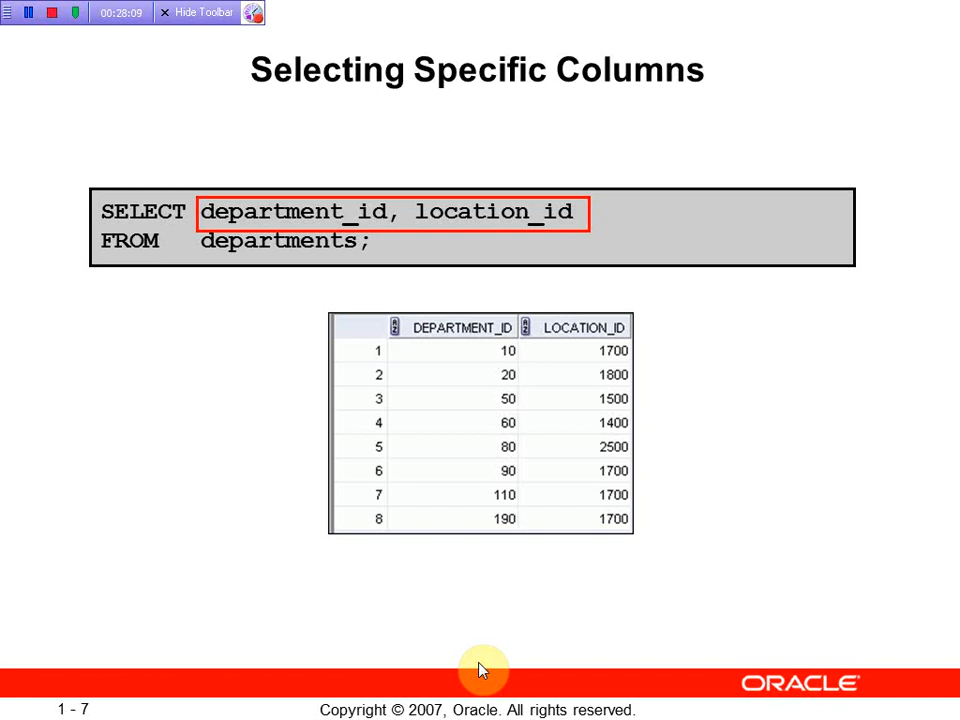 00:28:09 Hide Toolbar
Selecting Specific Columns
SELECT department_id, location_id
FROM departments;
DEPARTMENT_ID LOCATION_ID
1 10 1700
2 20 1800
3 50 1500
4 60 1400
5 80 2500
6 90 1700
7 110 1700
8 190 1700
ORACLE
1 - 7 Copyright © 2007, Oracle. All rights reserved.